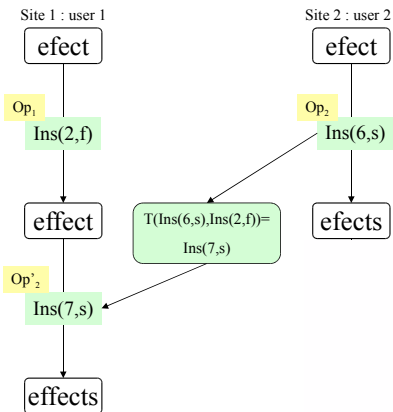 Site 1 : user 1
Site 2 : user 2
efect
efect
Op₁
Op₂
Ins(2,f)
Ins(6,s)
effect
T(Ins(6,s),Ins(2,f))=
Ins(7,s)
efects
Op’₂
Ins(7,s)
effects